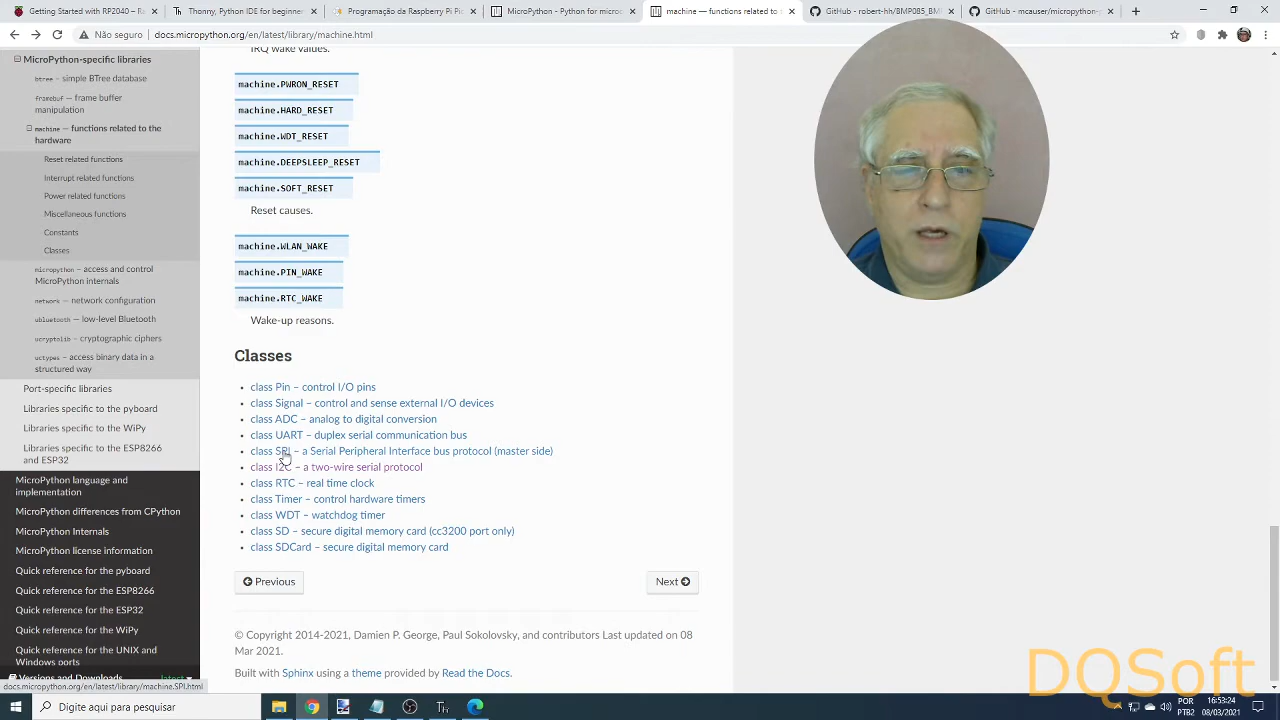 Getting Started with RP2040 –
Thonny, Python IDE for beginners
Programação da Raspberry Pi Pic
MicroPython - Python for microc
machine — functions related to t
GitHub - robert-hh/BMP085_BM
GitHub - mcauser/micropython-
Não seguro | docs.micropython.org/en/latest/library/machine.html
MicroPython-specific libraries
btree – simple BTree database
framebuf — frame buffer
manipulation
machine — functions related to the
hardware
Reset related functions
Interrupt related functions
Power related functions
Miscellaneous functions
Constants
Classes
micropython – access and control
MicroPython internals
network — network configuration
ubluetooth — low-level Bluetooth
ucryptolib – cryptographic ciphers
uctypes – access binary data in a
structured way
Port-specific libraries
Libraries specific to the pyboard
Libraries specific to the WiPy
Libraries specific to the ESP8266
and ESP32
MicroPython language and
implementation
MicroPython differences from CPython
MicroPython Internals
MicroPython license information
Quick reference for the pyboard
Quick reference for the ESP8266
Quick reference for the ESP32
Quick reference for the WiPy
Quick reference for the UNIX and
Windows ports
Versions and Downloads latest
docs.micropython.org/en/latest/library/machine.SPI.html
IRQ wake values.
machine.PWRON_RESET
machine.HARD_RESET
machine.WDT_RESET
machine.DEEPSLEEP_RESET
machine.SOFT_RESET
Reset causes.
machine.WLAN_WAKE
machine.PIN_WAKE
machine.RTC_WAKE
Wake-up reasons.
Classes
class Pin – control I/O pins
class Signal – control and sense external I/O devices
class ADC – analog to digital conversion
class UART – duplex serial communication bus
class SPI – a Serial Peripheral Interface bus protocol (master side)
class I2C – a two-wire serial protocol
class RTC – real time clock
class Timer – control hardware timers
class WDT – watchdog timer
class SD – secure digital memory card (cc3200 port only)
class SDCard – secure digital memory card
Previous
Next
© Copyright 2014-2021, Damien P. George, Paul Sokolovsky, and contributors Last updated on 08
Mar 2021.
Built with Sphinx using a theme provided by Read the Docs.
DQSoft
Digite aqui para pesquisar
POR
PTB2
16:53:24
08/03/2021